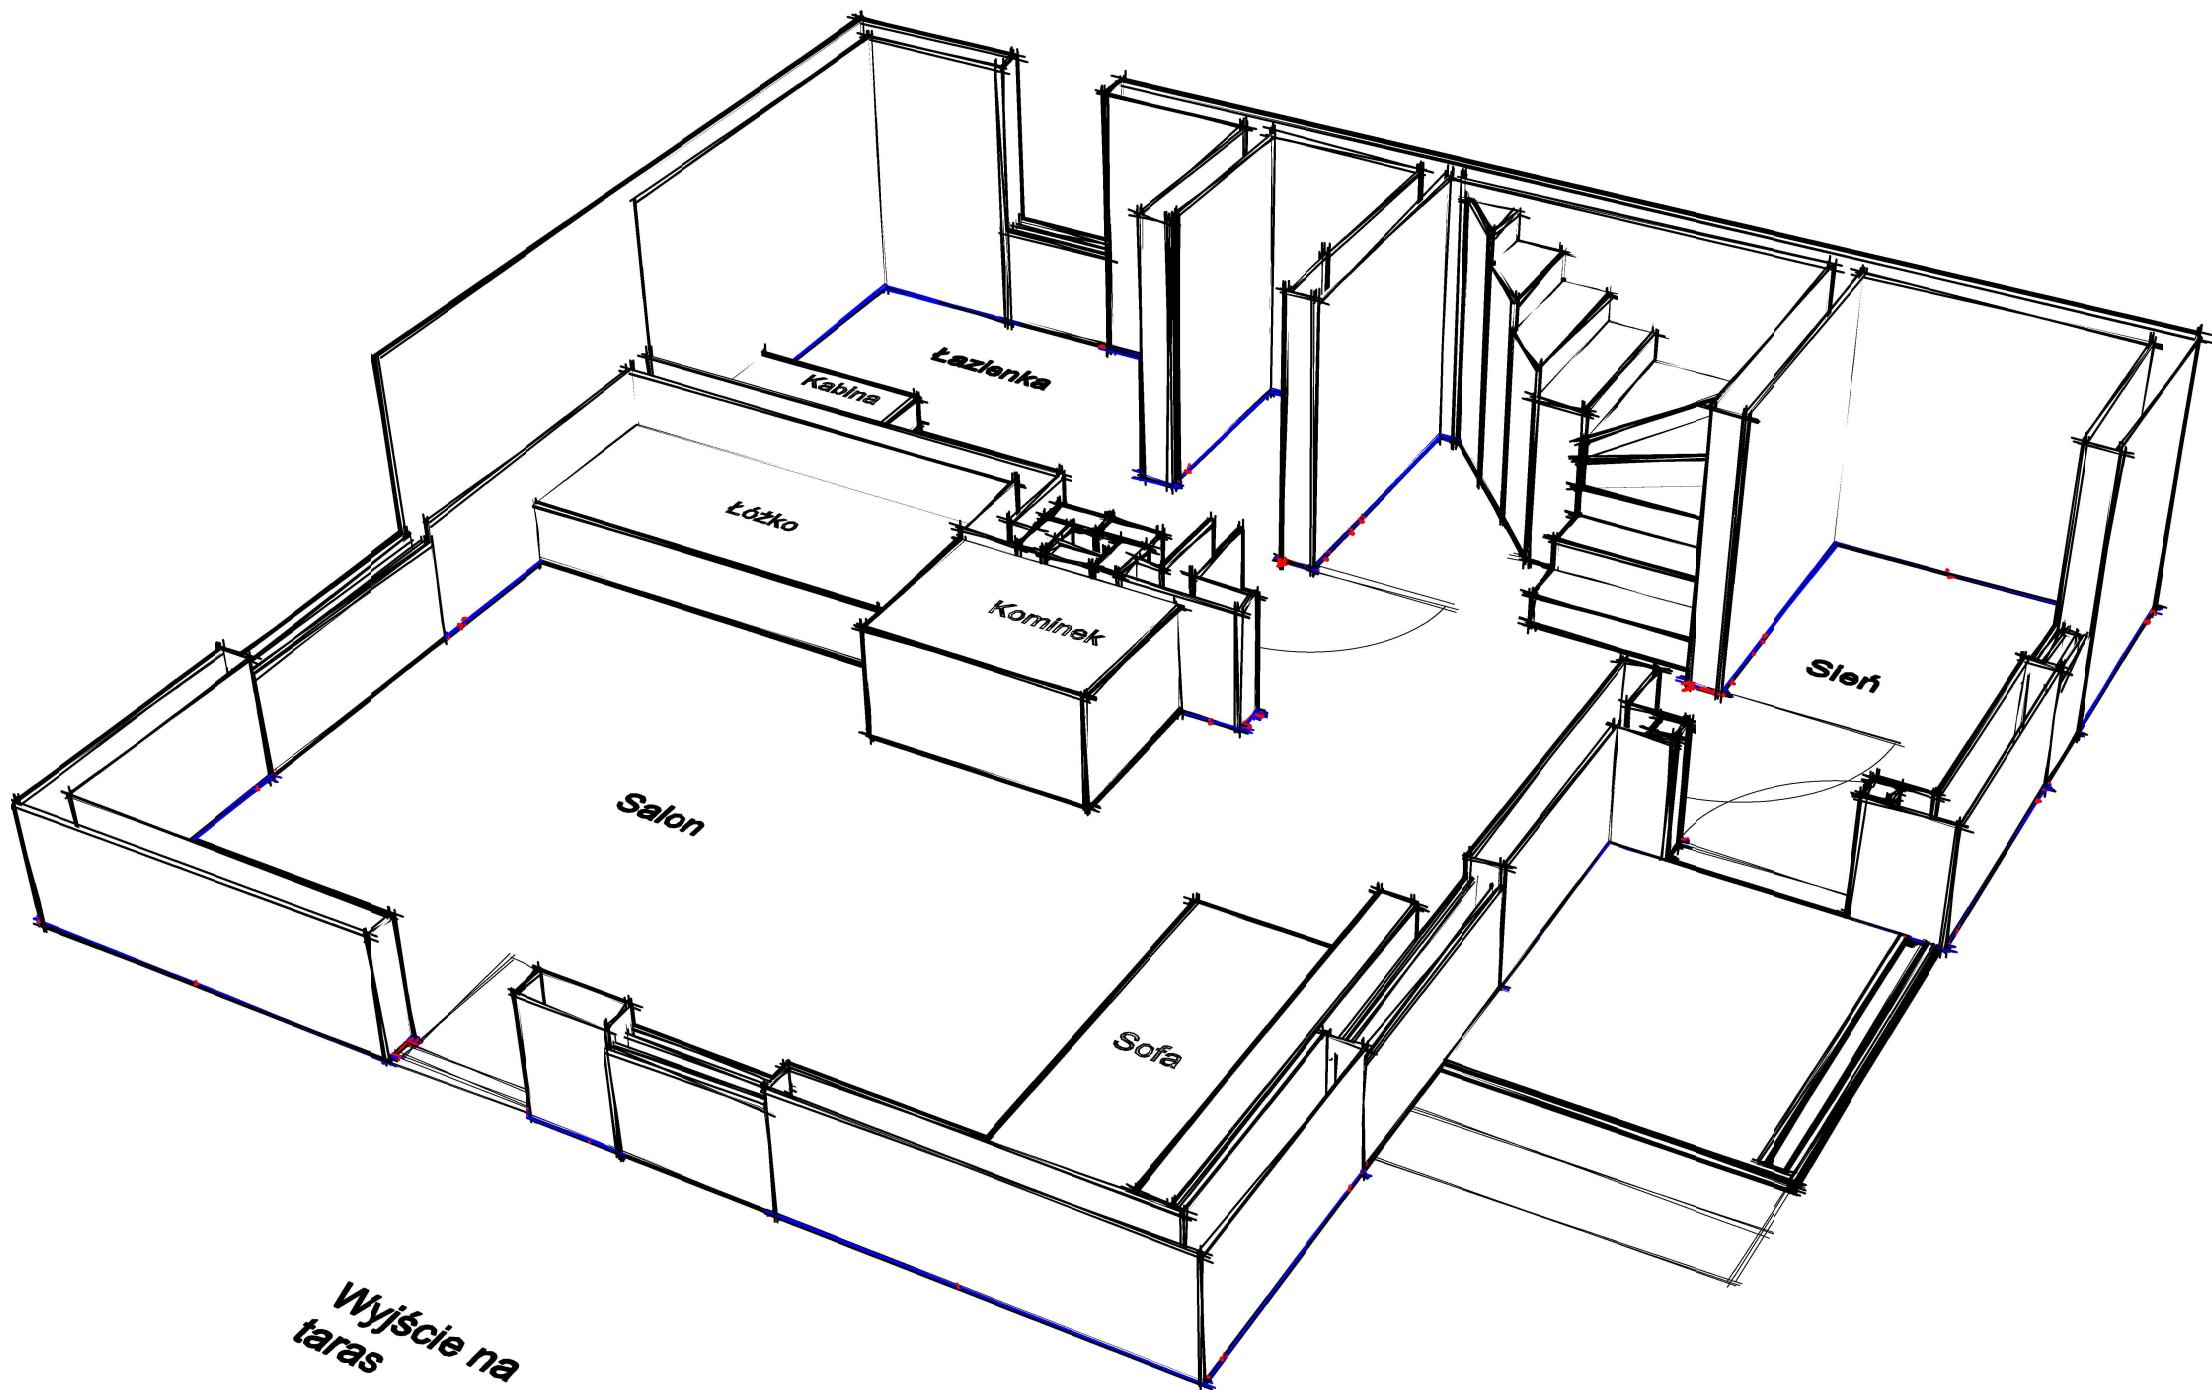 Łazienka
Kabina
Łóżko
Kominek
Sień
Salon
Sofa
Wyjście na
taras